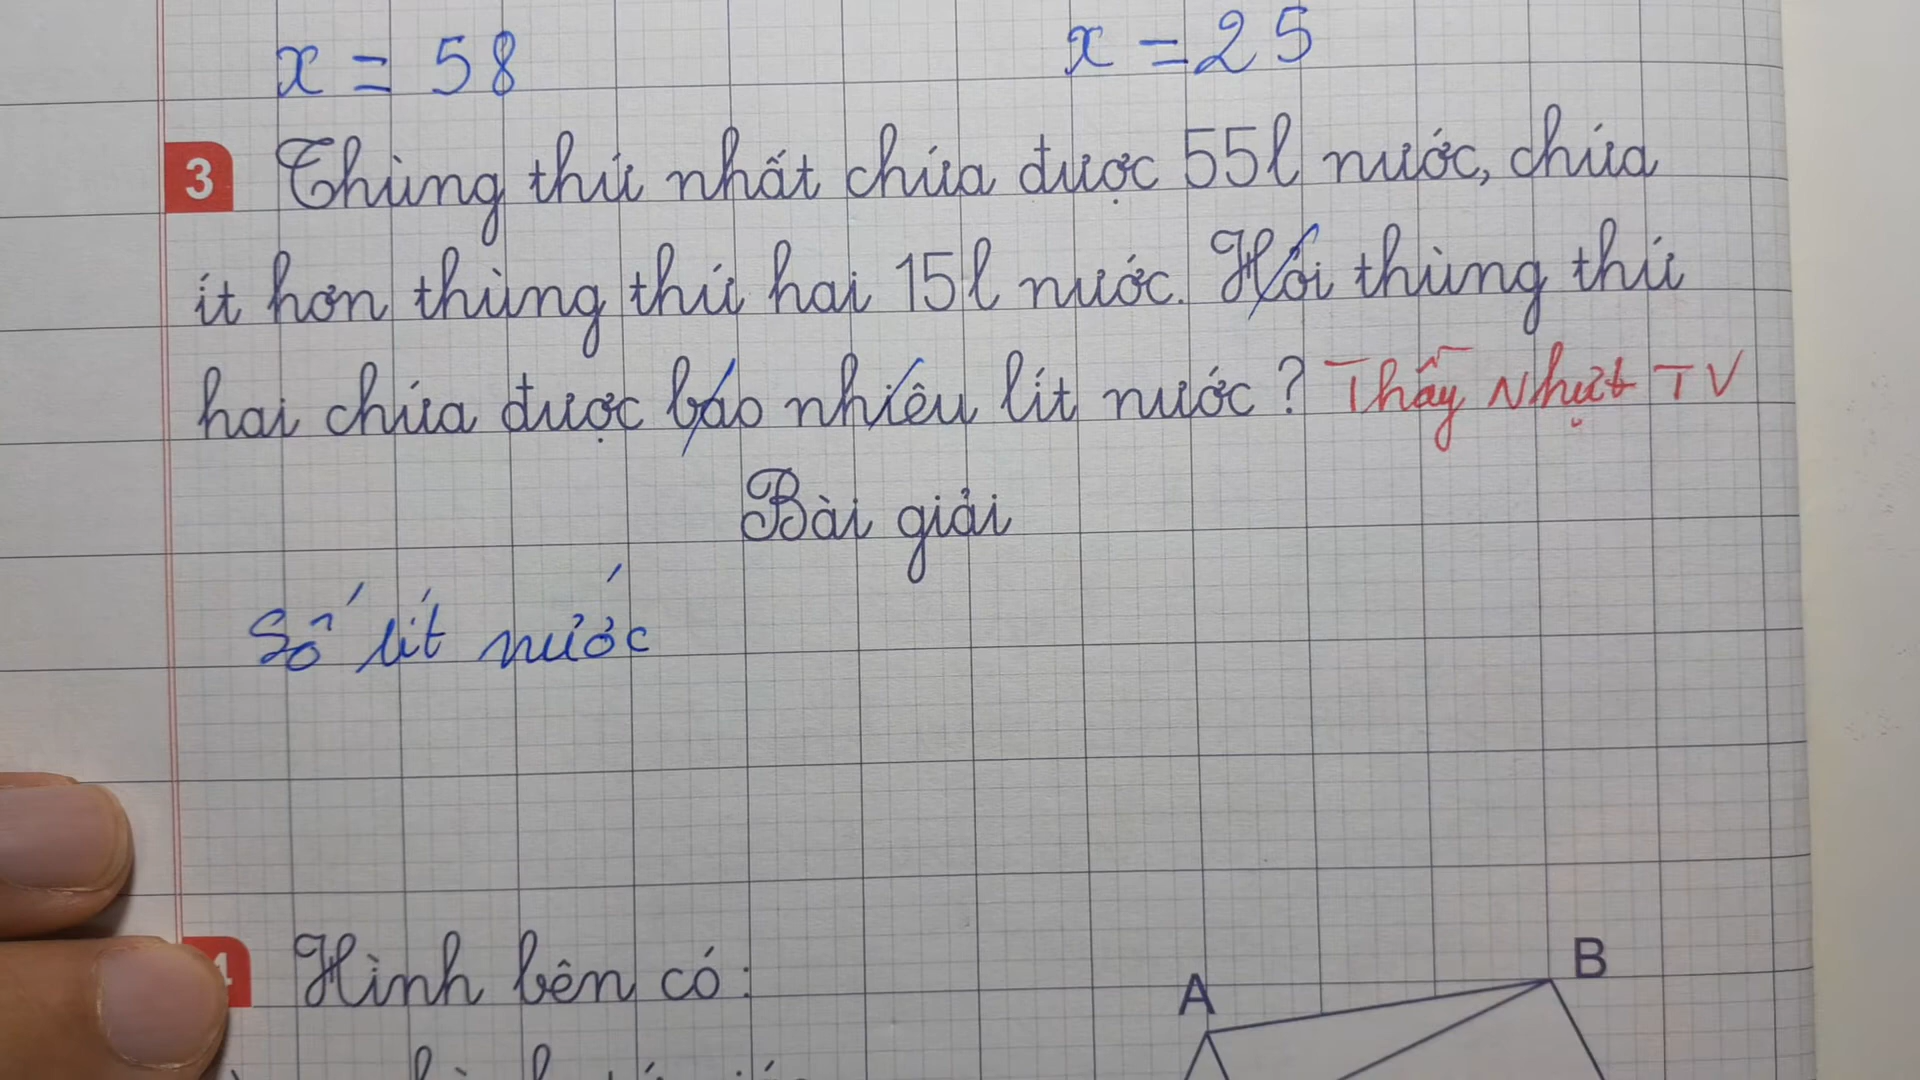 x = 58
x = 25
3 Thùng thứ nhất chứa được 55l nước, chứa
ít hơn thùng thứ hai 15l nước. Hỏi thùng thứ
hai chứa được bao nhiêu lít nước? Thầy Nhựt TV
Bài giải
Số lít nước
4 Hình bên có:
A
B